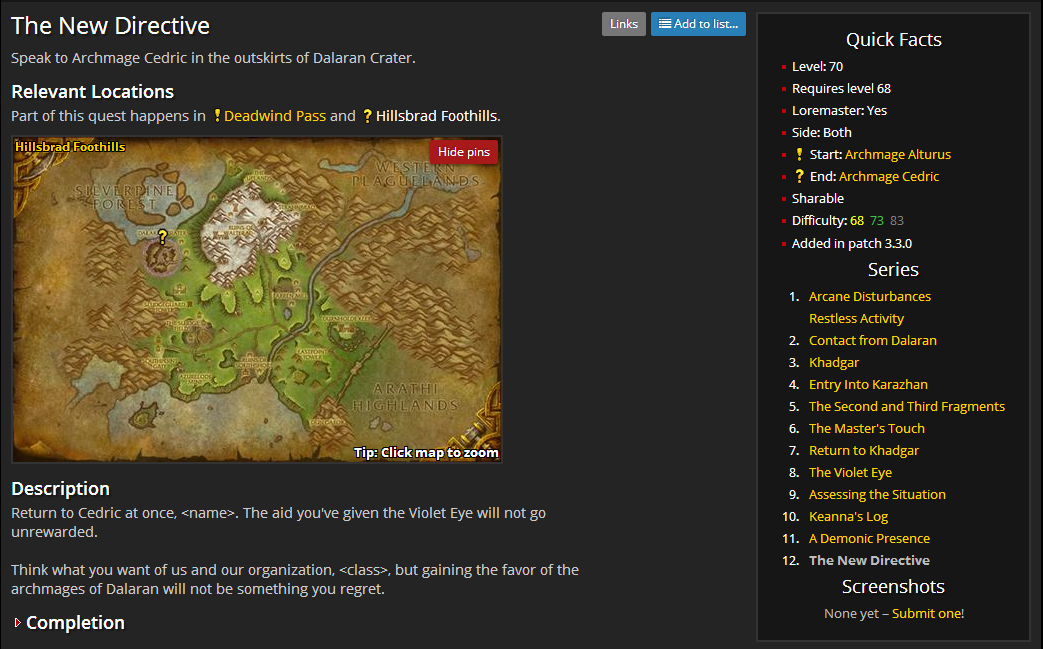 The New Directive
Links
Add to list...
Speak to Archmage Cedric in the outskirts of Dalaran Crater.
Relevant Locations
Part of this quest happens in ! Deadwind Pass and ? Hillsbrad Foothills.
Hillsbrad Foothills
Hide pins
WESTERN
PLAGUELANDS
SILVERPINE
FOREST
ARATHI
HIGHLANDS
Tip: Click map to zoom
Description
Return to Cedric at once, <name>. The aid you've given the Violet Eye will not go
unrewarded.
Think what you want of us and our organization, <class>, but gaining the favor of the
archmages of Dalaran will not be something you regret.
Completion
Quick Facts
Level: 70
Requires level 68
Loremaster: Yes
Side: Both
! Start: Archmage Alturus
? End: Archmage Cedric
Sharable
Difficulty: 68 73 83
Added in patch 3.3.0
Series
1. Arcane Disturbances
Restless Activity
2. Contact from Dalaran
3. Khadgar
4. Entry Into Karazhan
5. The Second and Third Fragments
6. The Master's Touch
7. Return to Khadgar
8. The Violet Eye
9. Assessing the Situation
10. Keanna's Log
11. A Demonic Presence
12. The New Directive
Screenshots
None yet – Submit one!